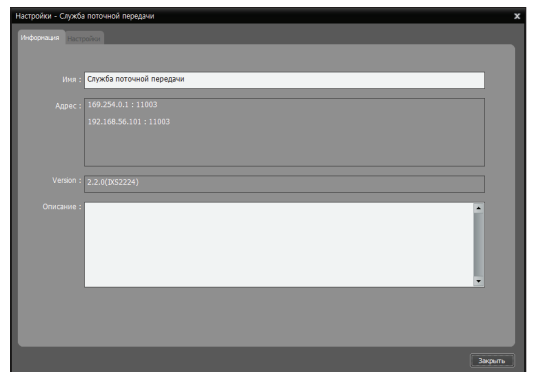 Настройки - Служба поточной передачи x
Информация Настройки
Имя : Служба поточной передачи
Адрес : 169.254.0.1 : 11003
192.168.56.101 : 11003
Version : 2.2.0(IXS2224)
Описание :
Закрыть